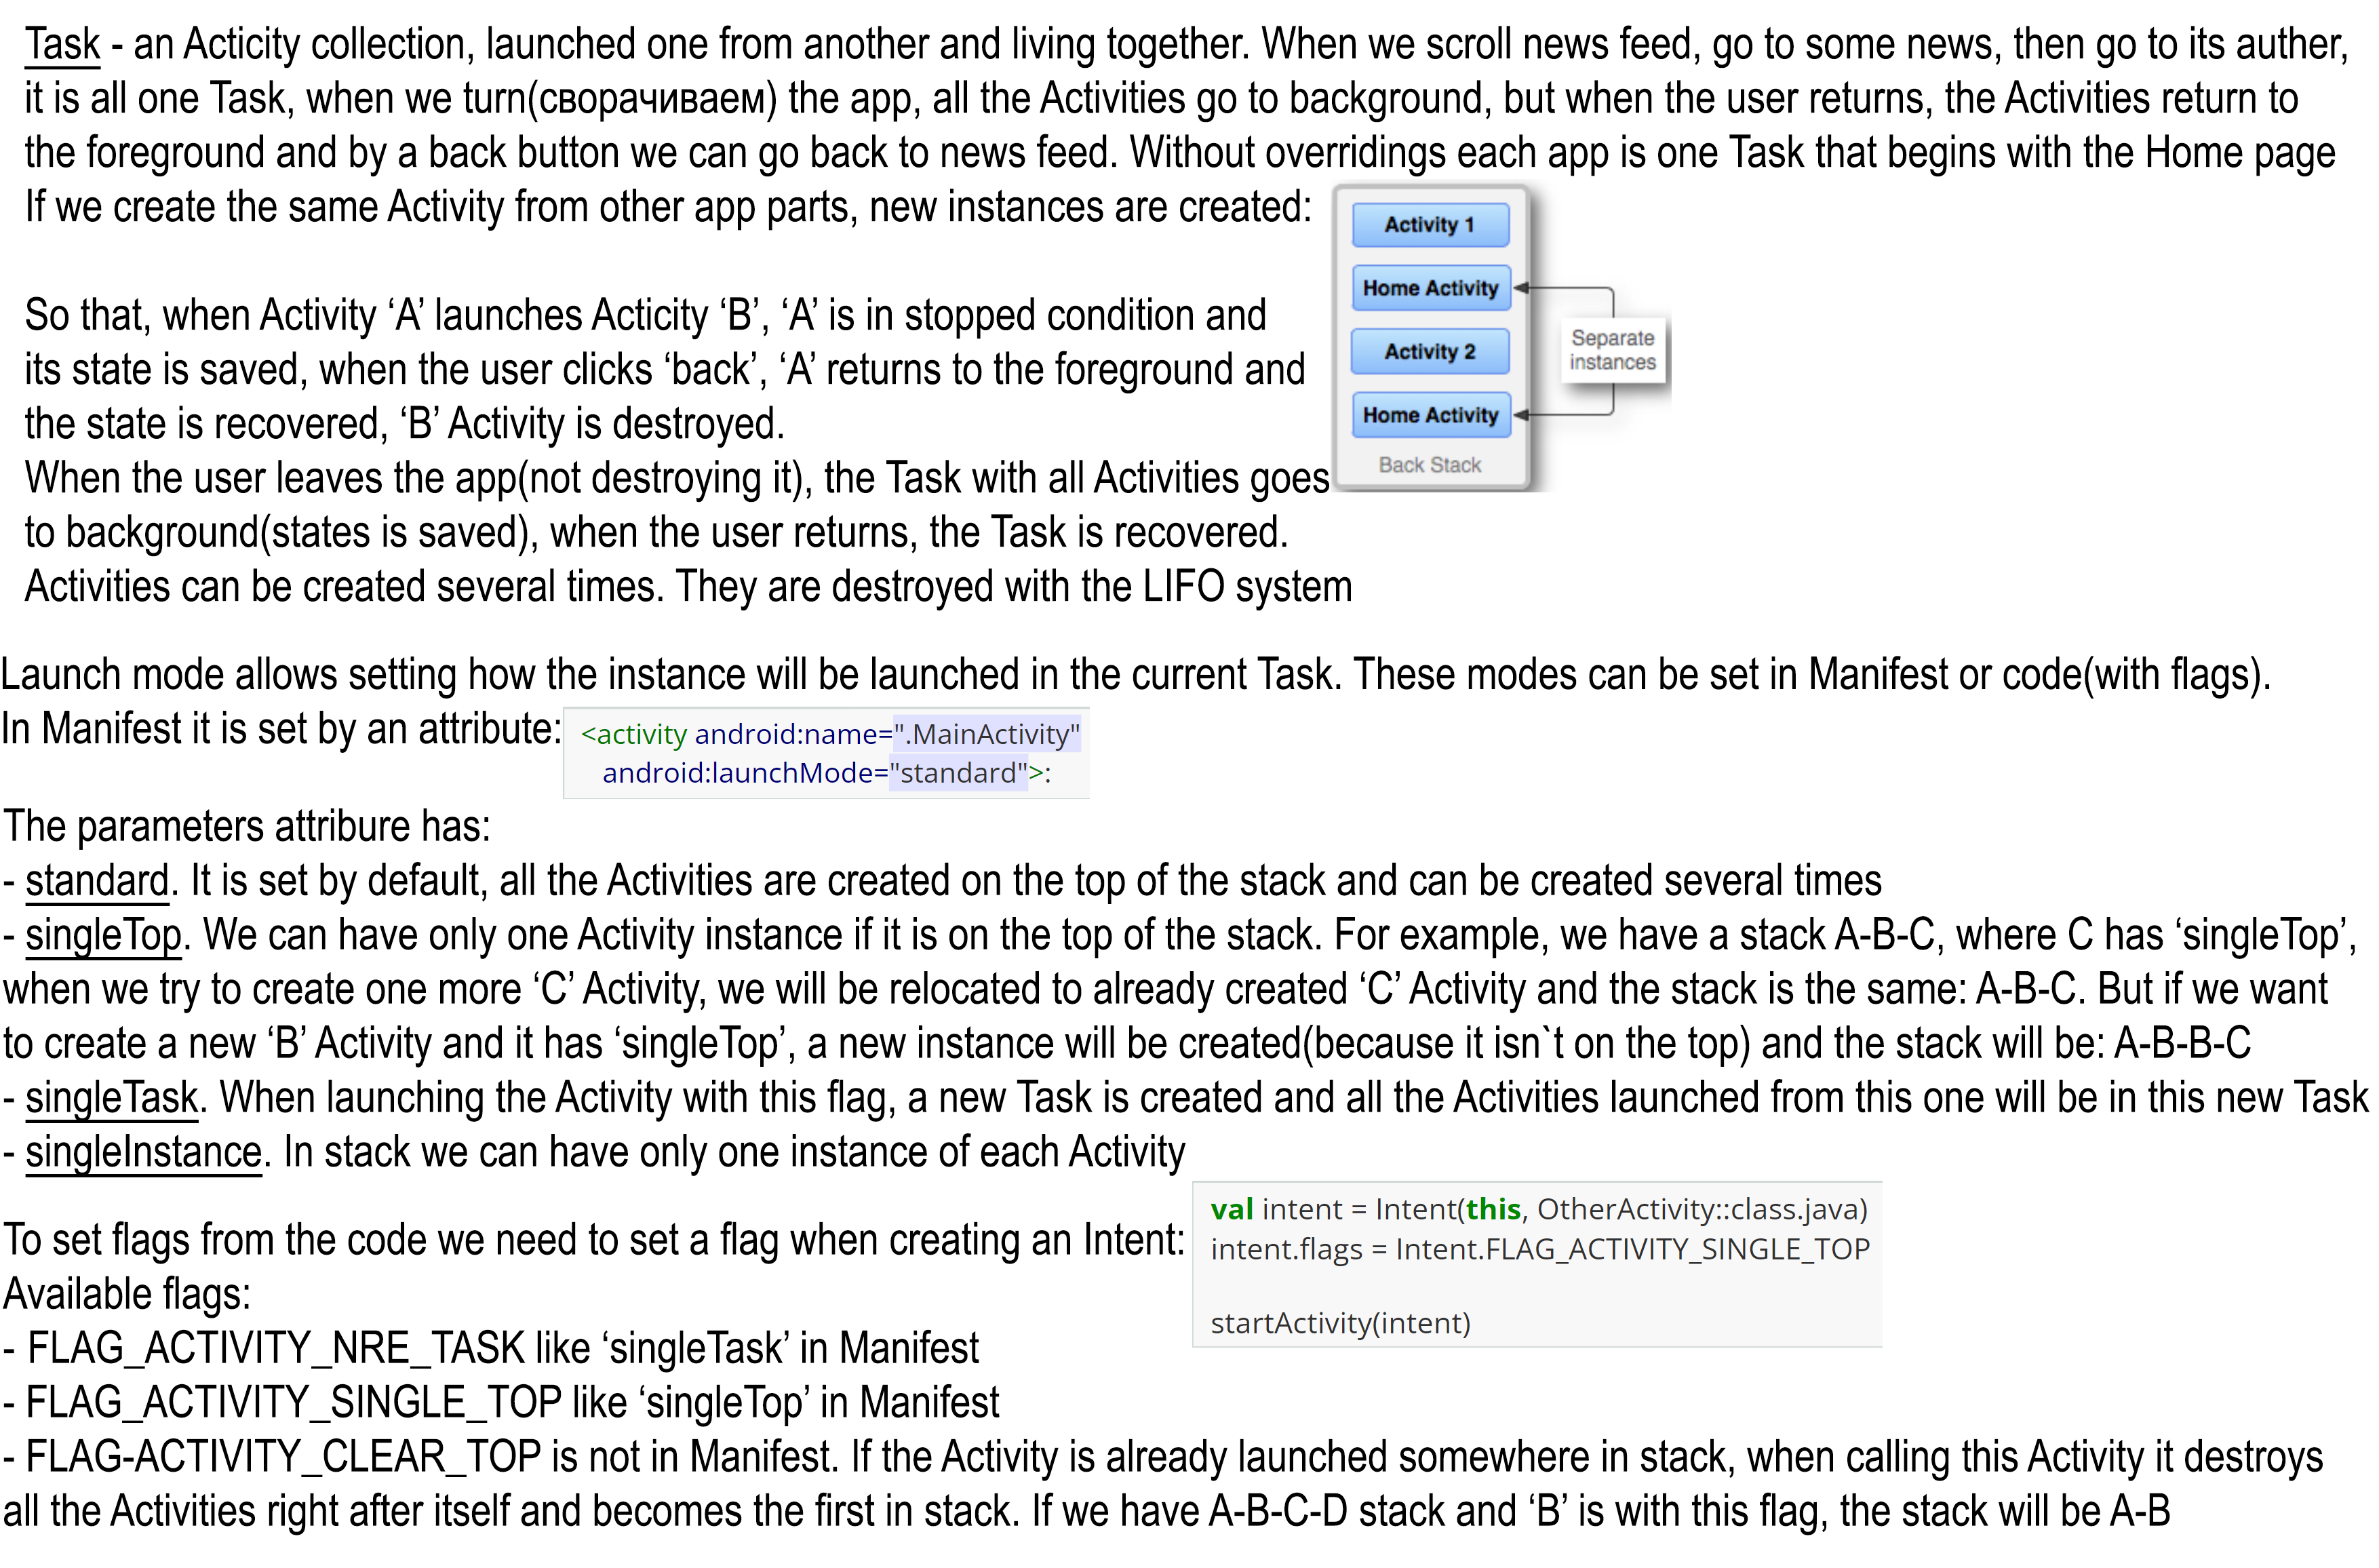 Task - an Acticity collection, launched one from another and living together. When we scroll news feed, go to some news, then go to its auther,
it is all one Task, when we turn(сворачиваем) the app, all the Activities go to background, but when the user returns, the Activities return to
the foreground and by a back button we can go back to news feed. Without overridings each app is one Task that begins with the Home page
If we create the same Activity from other app parts, new instances are created:
Activity 1
Home Activity
Activity 2
Home Activity
Back Stack
Separate
instances
So that, when Activity ‘A’ launches Acticity ‘B’, ‘A’ is in stopped condition and
its state is saved, when the user clicks ‘back’, ‘A’ returns to the foreground and
the state is recovered, ‘B’ Activity is destroyed.
When the user leaves the app(not destroying it), the Task with all Activities goes
to background(states is saved), when the user returns, the Task is recovered.
Activities can be created several times. They are destroyed with the LIFO system
Launch mode allows setting how the instance will be launched in the current Task. These modes can be set in Manifest or code(with flags).
In Manifest it is set by an attribute:
<activity android:name=".MainActivity"
android:launchMode="standard">:
The parameters attribure has:
- standard. It is set by default, all the Activities are created on the top of the stack and can be created several times
- singleTop. We can have only one Activity instance if it is on the top of the stack. For example, we have a stack A-B-C, where C has ‘singleTop’,
when we try to create one more ‘C’ Activity, we will be relocated to already created ‘C’ Activity and the stack is the same: A-B-C. But if we want
to create a new ‘B’ Activity and it has ‘singleTop’, a new instance will be created(because it isn`t on the top) and the stack will be: A-B-B-C
- singleTask. When launching the Activity with this flag, a new Task is created and all the Activities launched from this one will be in this new Task
- singleInstance. In stack we can have only one instance of each Activity
To set flags from the code we need to set a flag when creating an Intent:
val intent = Intent(this, OtherActivity::class.java)
intent.flags = Intent.FLAG_ACTIVITY_SINGLE_TOP
startActivity(intent)
Available flags:
- FLAG_ACTIVITY_NRE_TASK like ‘singleTask’ in Manifest
- FLAG_ACTIVITY_SINGLE_TOP like ‘singleTop’ in Manifest
- FLAG-ACTIVITY_CLEAR_TOP is not in Manifest. If the Activity is already launched somewhere in stack, when calling this Activity it destroys
all the Activities right after itself and becomes the first in stack. If we have A-B-C-D stack and ‘B’ is with this flag, the stack will be A-B